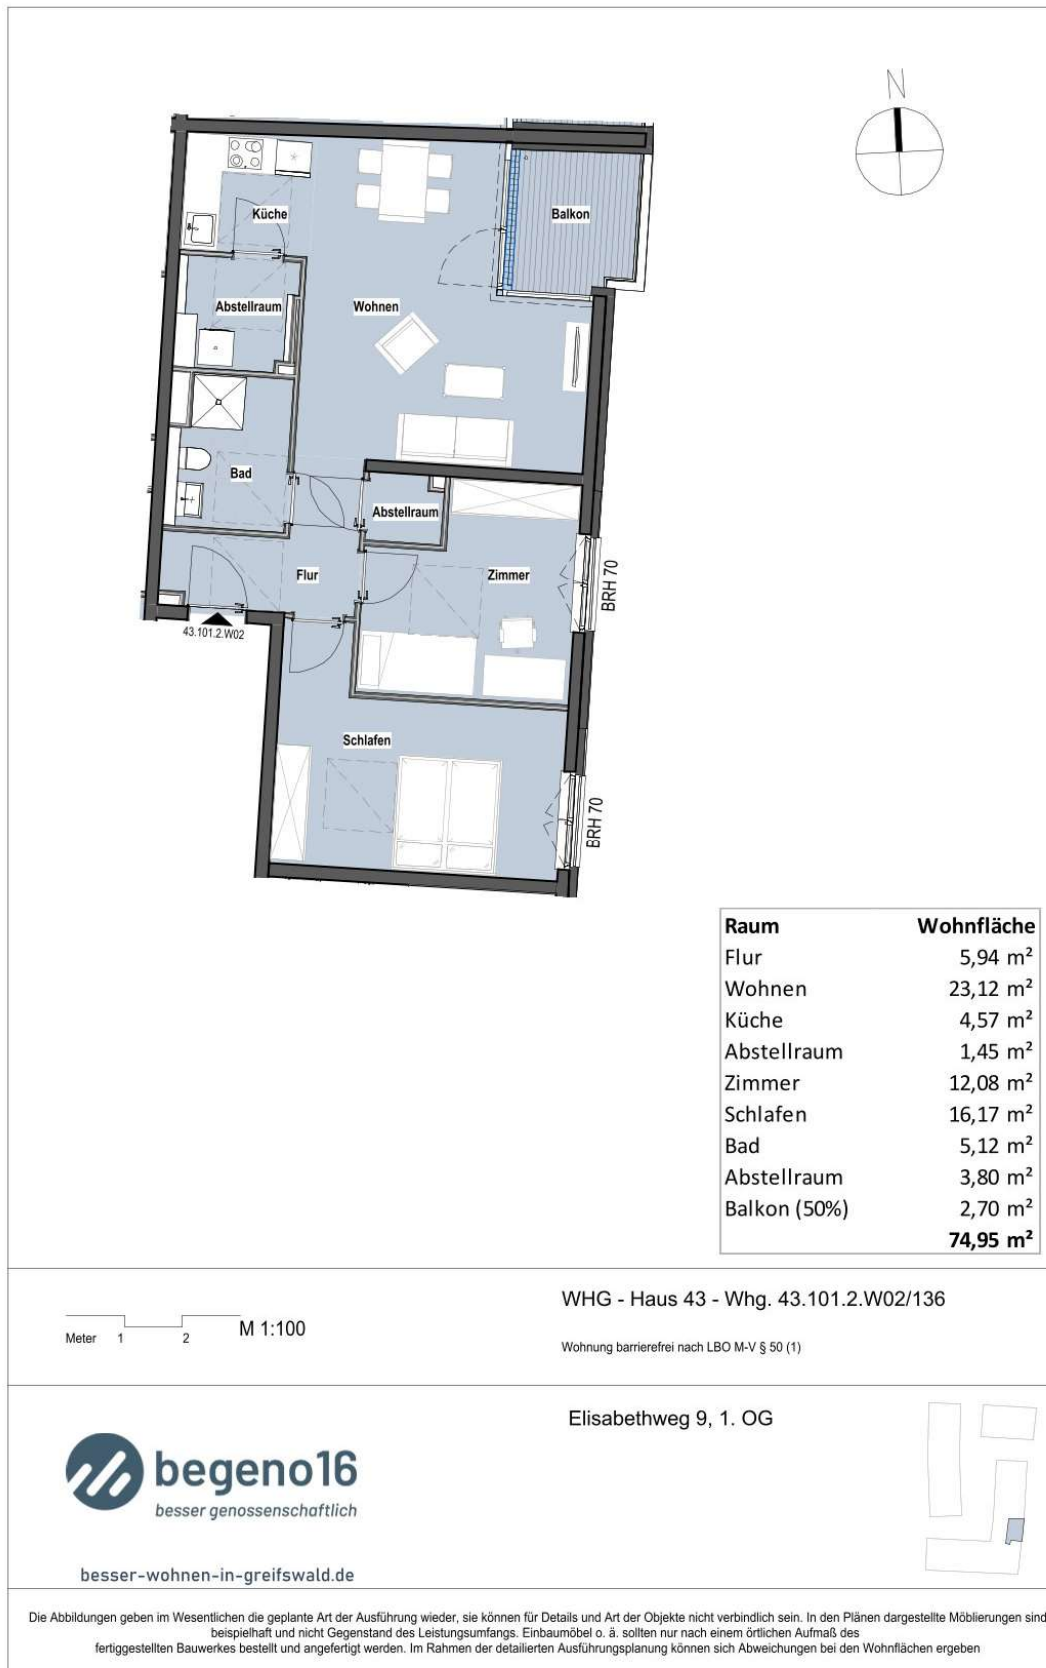 N
Küche
Balkon
Abstellraum
Wohnen
Bad
Abstellraum
Flur
Zimmer
BRH 70
43.101.2.W02
Schlafen
BRH 70
Raum Wohnfläche
Flur 5,94 m²
Wohnen 23,12 m²
Küche 4,57 m²
Abstellraum 1,45 m²
Zimmer 12,08 m²
Schlafen 16,17 m²
Bad 5,12 m²
Abstellraum 3,80 m²
Balkon (50%) 2,70 m²
74,95 m²
Meter 1 2 M 1:100
WHG - Haus 43 - Whg. 43.101.2.W02/136
Wohnung barrierefrei nach LBO M-V § 50 (1)
Elisabethweg 9, 1. OG
begeno16
besser genossenschaftlich
besser-wohnen-in-greifswald.de
Die Abbildungen geben im Wesentlichen die geplante Art der Ausführung wieder, sie können für Details und Art der Objekte nicht verbindlich sein. In den Plänen dargestellte Möblierungen sind
beispielhaft und nicht Gegenstand des Leistungsumfangs. Einbaumöbel o. ä. sollten nur nach einem örtlichen Aufmaß des
fertiggestellten Bauwerkes bestellt und angefertigt werden. Im Rahmen der detailierten Ausführungsplanung können sich Abweichungen bei den Wohnflächen ergeben